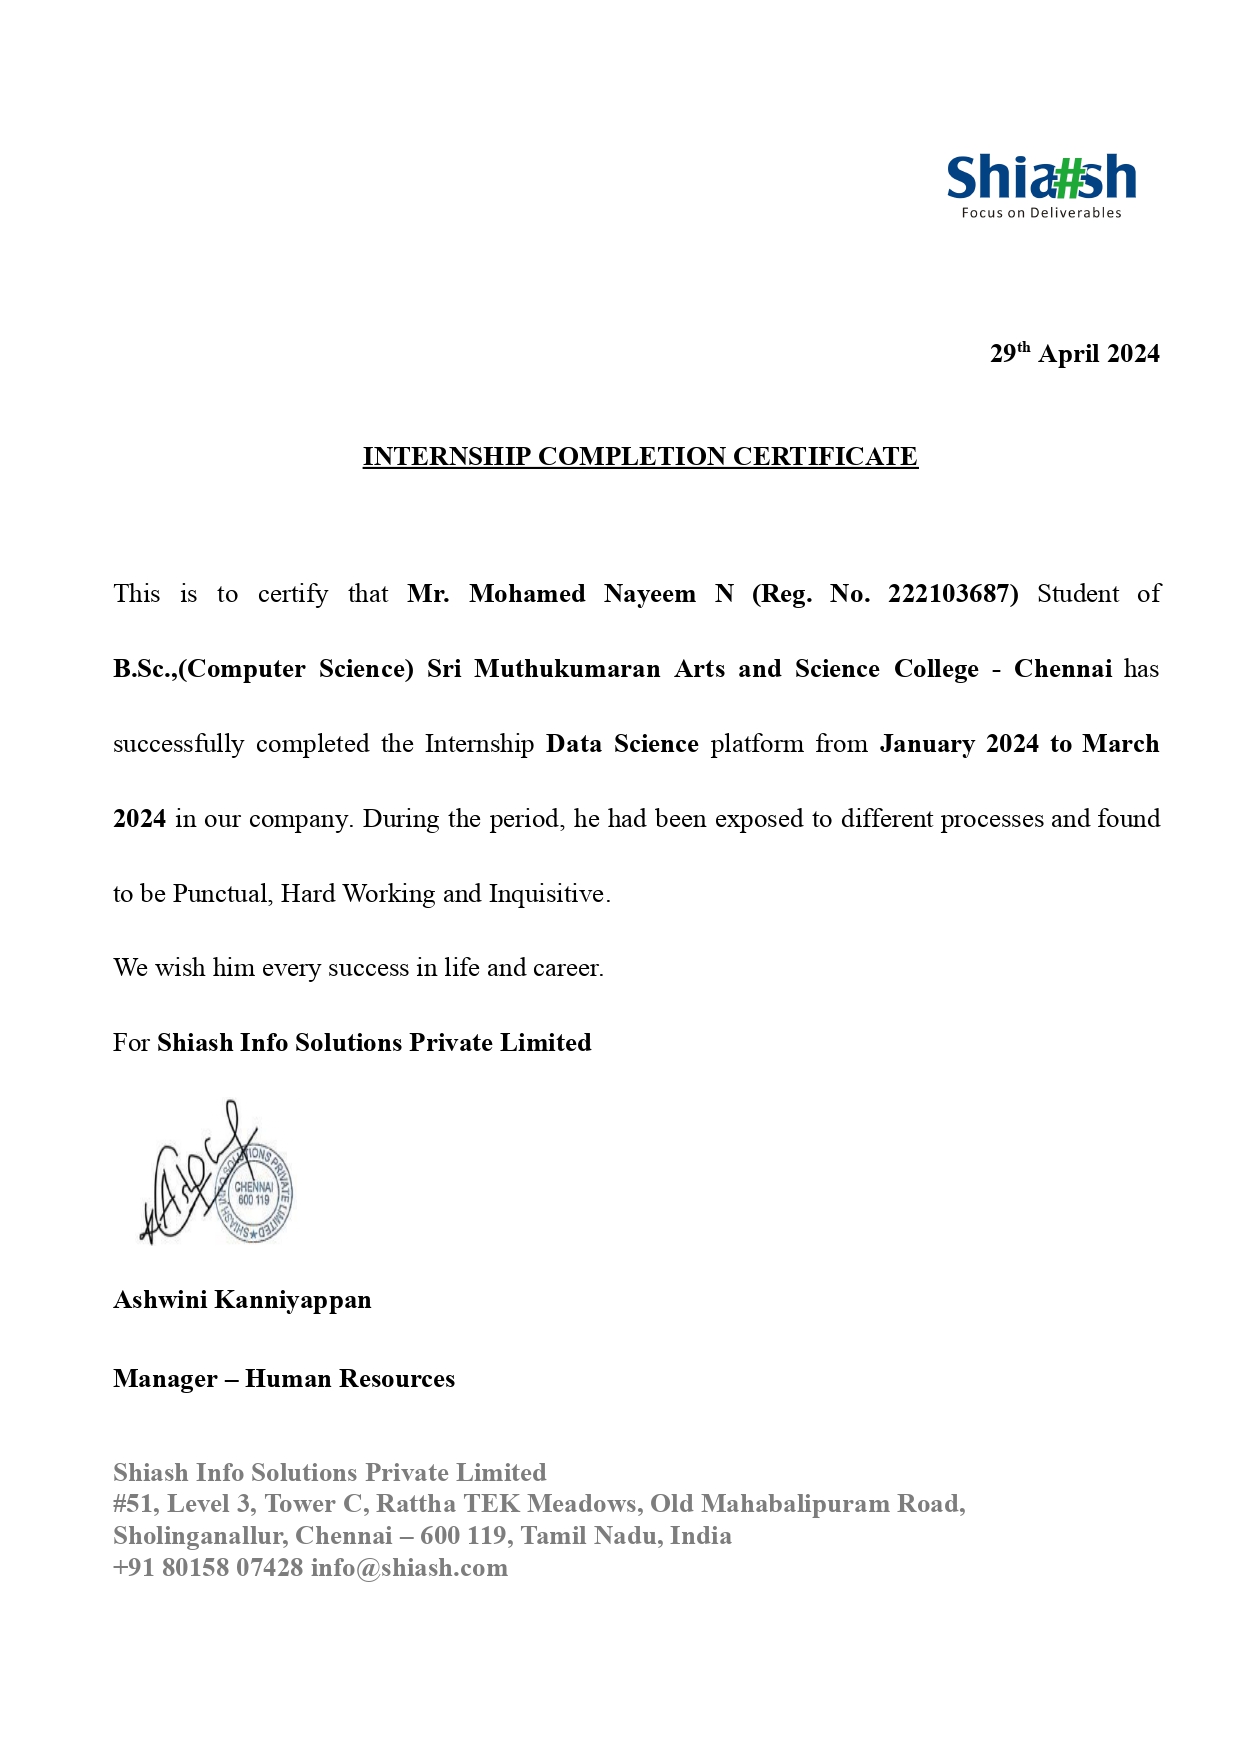 Shia#sh
Focus on Deliverables
29th April 2024
INTERNSHIP COMPLETION CERTIFICATE
This is to certify that Mr. Mohamed Nayeem N (Reg. No. 222103687) Student of
B.Sc.,(Computer Science) Sri Muthukumaran Arts and Science College - Chennai has
successfully completed the Internship Data Science platform from January 2024 to March
2024 in our company. During the period, he had been exposed to different processes and found
to be Punctual, Hard Working and Inquisitive.
We wish him every success in life and career.
For Shiash Info Solutions Private Limited
SHIASH INFO SOLUTIONS PRIVATE LIMITED
CHENNAI
600 119
Ashwini Kanniyappan
Manager – Human Resources
Shiash Info Solutions Private Limited
#51, Level 3, Tower C, Rattha TEK Meadows, Old Mahabalipuram Road,
Sholinganallur, Chennai – 600 119, Tamil Nadu, India
+91 80158 07428 info@shiash.com